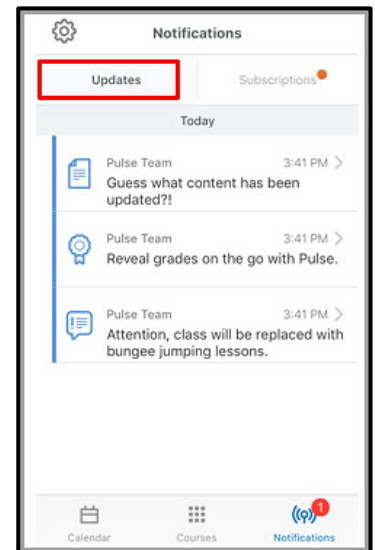 Notifications
Updates
Subscriptions
Today
Pulse Team 3:41 PM
Guess what content has been
updated?!
Pulse Team 3:41 PM
Reveal grades on the go with Pulse.
Pulse Team 3:41 PM
Attention, class will be replaced with
bungee jumping lessons.
1
Calendar Courses Notifications